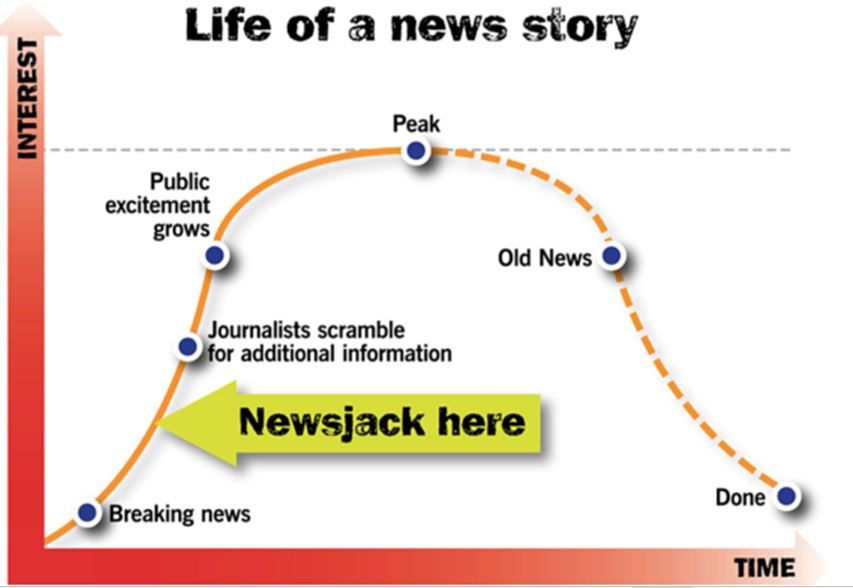 Life of a news story
INTEREST
Peak
Public
excitement
grows
Old News
Journalists scramble
for additional information
Newsjack here
Done
Breaking news
TIME